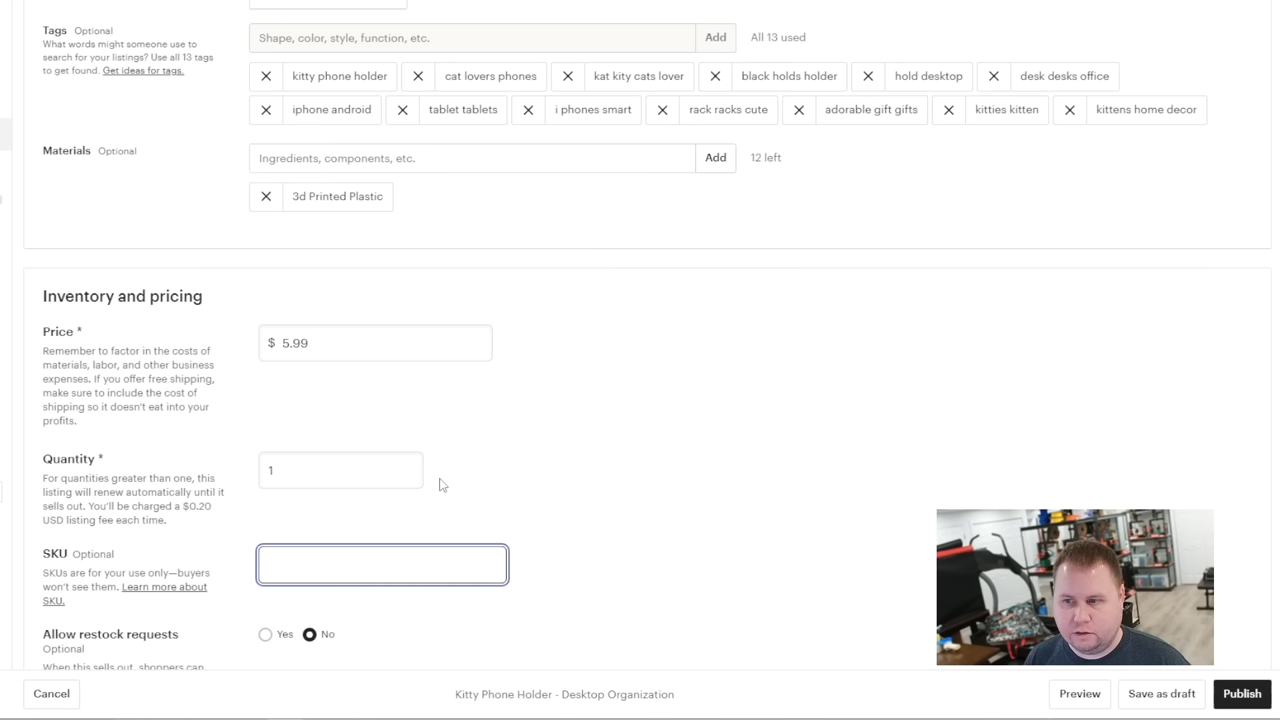 Tags Optional
What words might someone use to
search for your listings? Use all 13 tags
to get found. Get ideas for tags.
Shape, color, style, function, etc.
Add
All 13 used
kitty phone holder
cat lovers phones
kat kity cats lover
black holds holder
hold desktop
desk desks office
iphone android
tablet tablets
i phones smart
rack racks cute
adorable gift gifts
kitties kitten
kittens home decor
Materials Optional
Ingredients, components, etc.
Add
12 left
3d Printed Plastic
Inventory and pricing
Price *
Remember to factor in the costs of
materials, labor, and other business
expenses. If you offer free shipping,
make sure to include the cost of
shipping so it doesn't eat into your
profits.
$ 5.99
Quantity *
For quantities greater than one, this
listing will renew automatically until it
sells out. You'll be charged a $0.20
USD listing fee each time.
1
SKU Optional
SKUs are for your use only—buyers
won't see them. Learn more about
SKU.
Allow restock requests
Optional
When this sells out, shoppers can
Yes
No
Cancel
Kitty Phone Holder - Desktop Organization
Preview
Save as draft
Publish